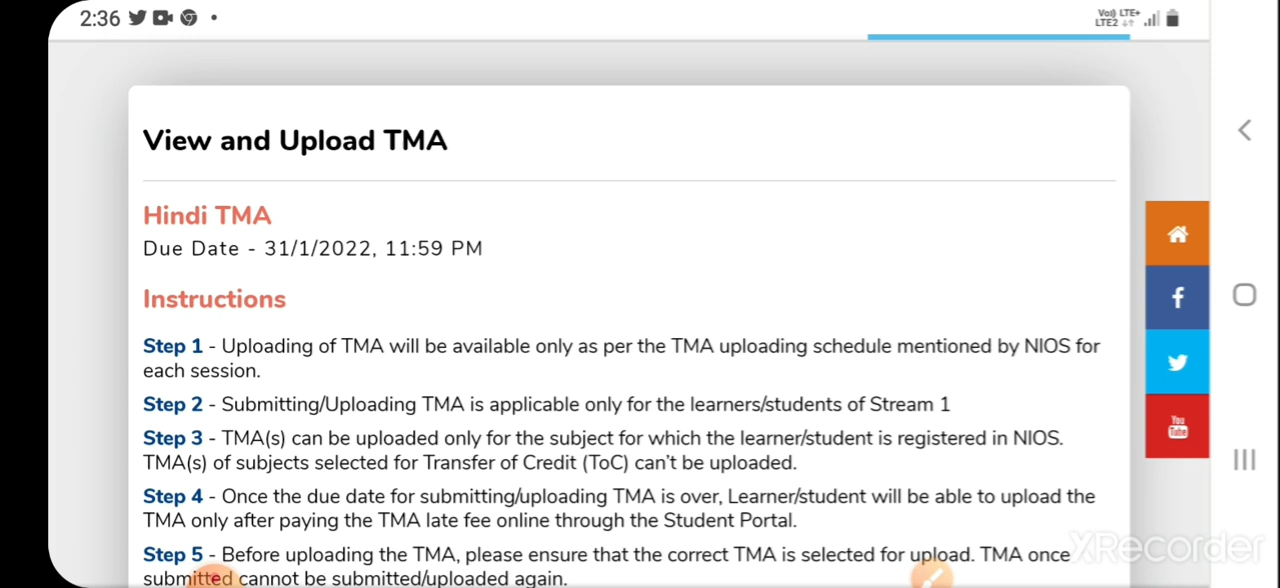 2:36
Vo) LTE+
LTE2
View and Upload TMA
Hindi TMA
Due Date - 31/1/2022, 11:59 PM
Instructions
Step 1 - Uploading of TMA will be available only as per the TMA uploading schedule mentioned by NIOS for
each session.
Step 2 - Submitting/Uploading TMA is applicable only for the learners/students of Stream 1
Step 3 - TMA(s) can be uploaded only for the subject for which the learner/student is registered in NIOS.
TMA(s) of subjects selected for Transfer of Credit (ToC) can't be uploaded.
Step 4 - Once the due date for submitting/uploading TMA is over, Learner/student will be able to upload the
TMA only after paying the TMA late fee online through the Student Portal.
Step 5 - Before uploading the TMA, please ensure that the correct TMA is selected for upload. TMA once
submitted cannot be submitted/uploaded again.
You
Tube
XRecorder